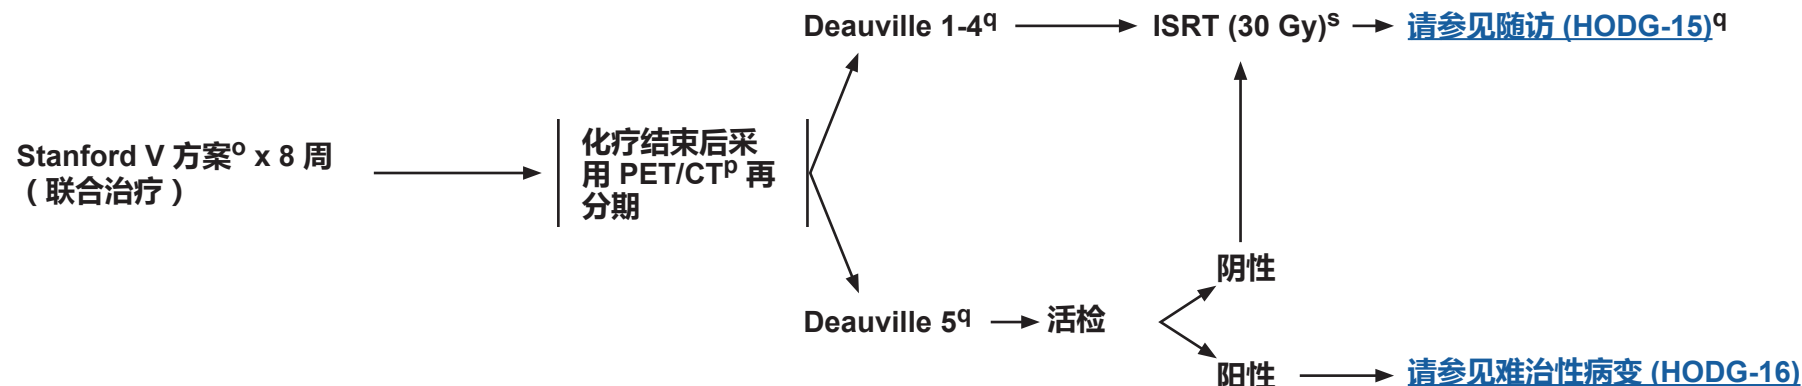 Deauville 1-4q
ISRT (30 Gy)s
请参见随访 (HODG-15)q
Stanford V 方案o x 8 周
（联合治疗）
化疗结束后采
用 PET/CTp 再
分期
阴性
Deauville 5q
活检
阳性
请参见难治性病变 (HODG-16)